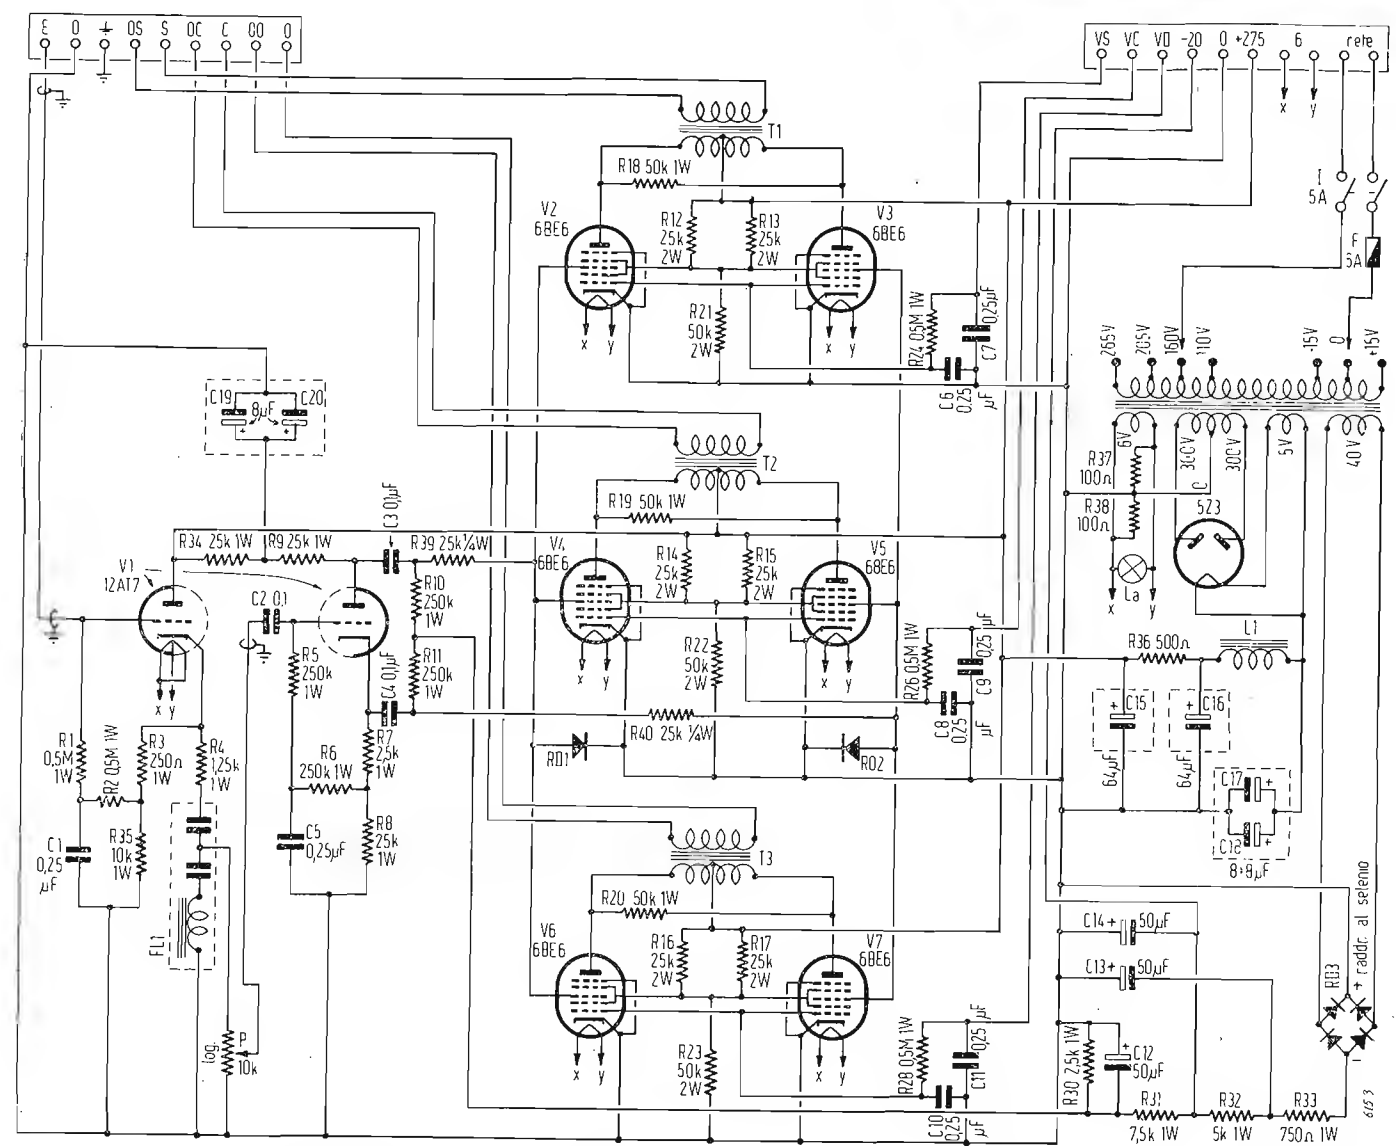 E O OS S OC C OO O
VS VC VO -20 0 +275 6 rete
x y
T1
R18 50k 1W
I
5A
V2
6BE6
R12
25k
2W
R13
25k
2W
V3
6BE6
F
5A
R21
50k
2W
x y
x y
R24 0,5M 1W
0,25µF
C7
C6
0,25
µF
265V
205V
160V
110V
-15V
0
+15V
C19
8µF
C20
+ +
6V
300V
300V
5V
40V
T2
R37
100Ω
R38
100Ω
C
5Z3
C3 0,1µF
R19 50k 1W
R34 25k 1W
R9 25k 1W
R39 25k ¼W
V4
6BE6
R14
25k
2W
R15
25k
2W
V5
6BE6
V1
12AT7
R10
250k
1W
C2 0,1
x La y
R5
250k
1W
R11
250k
1W
C4 0,1µF
R22
50k
2W
x y
x y
R26 0,5M 1W
0,25 µF
C9
C8
0,25
µF
R36 500Ω
L1
x y
R1
0,5M
1W
R2 0,5M 1W
R3
250Ω
1W
R4
1,25k
1W
R6
250k 1W
R7
2,5k
1W
R40 25k ¼W
RD1
RD2
+ C15
64µF
+ C16
64µF
C17 +
C18 +
8+8µF
C1
0,25
µF
R35
10k
1W
C5
0,25µF
R8
25k
1W
T3
R20 50k 1W
FL1
V6
6BE6
R16
25k
2W
R17
25k
2W
V7
6BE6
C14+ 50µF
C13+ 50µF
RD3
+ raddr. al selenio
-
log.
P
10k
R23
50k
2W
x y
x y
R28 0,5M 1W
0,25 µF
C11
C10
0,25
µF
R30 2,5k 1W
+
C12
50µF
R31
7,5k 1W
R32
5k 1W
R33
750Ω 1W
615 3